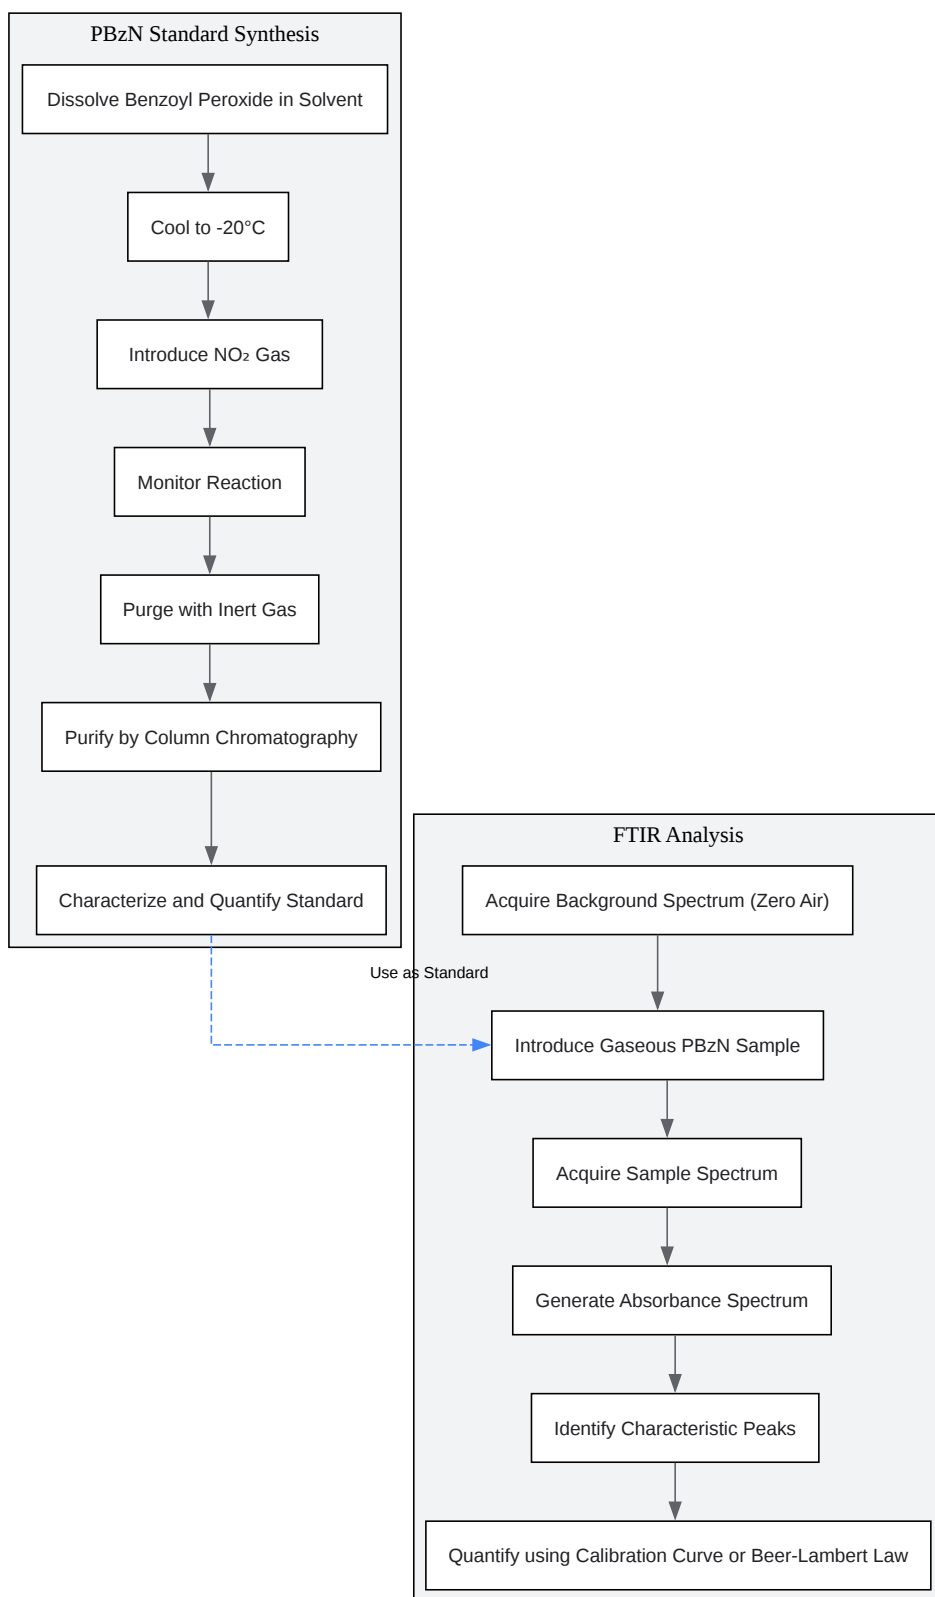 PBzN Standard Synthesis
Dissolve Benzoyl Peroxide in Solvent
Cool to -20°C
Introduce NO₂ Gas
Monitor Reaction
Purge with Inert Gas
Purify by Column Chromatography
Characterize and Quantify Standard
Use as Standard
FTIR Analysis
Acquire Background Spectrum (Zero Air)
Introduce Gaseous PBzN Sample
Acquire Sample Spectrum
Generate Absorbance Spectrum
Identify Characteristic Peaks
Quantify using Calibration Curve or Beer-Lambert Law